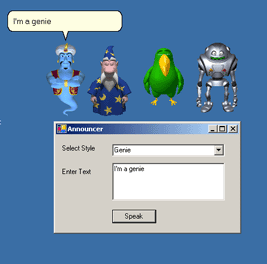 I'm a genie
Announcer
Select Style
Genie
Enter Text
I'm a genie
Speak